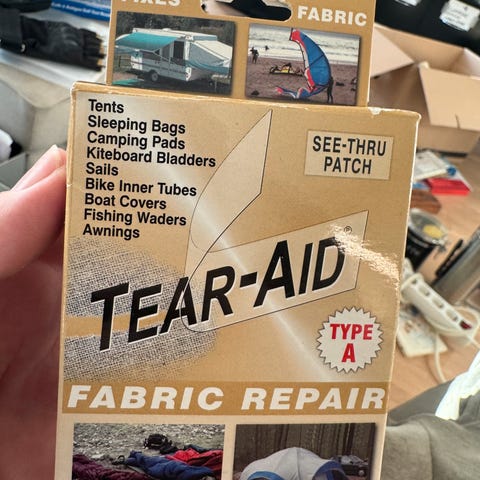 FIXES
FABRIC
Tents
Sleeping Bags
Camping Pads
Kiteboard Bladders
Sails
Bike Inner Tubes
Boat Covers
Fishing Waders
Awnings
SEE-THRU
PATCH
TEAR-AID®
TYPE
A
FABRIC REPAIR